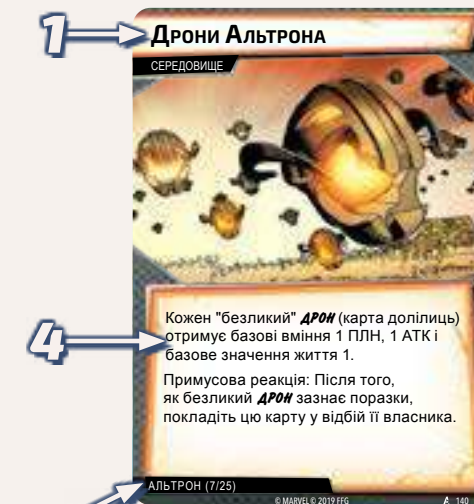 1
ДРОНИ АЛЬТРОНА
СЕРЕДОВИЩЕ
4
Кожен "безликий" ДРОН (карта долілиць)
отримує базові вміння 1 ПЛН, 1 АТК і
базове значення життя 1.
Примусова реакція: Після того,
як безликий ДРОН зазнає поразки,
покладіть цю карту у відбій її власника.
АЛЬТРОН (7/25)
© MARVEL © 2019 FFG
140